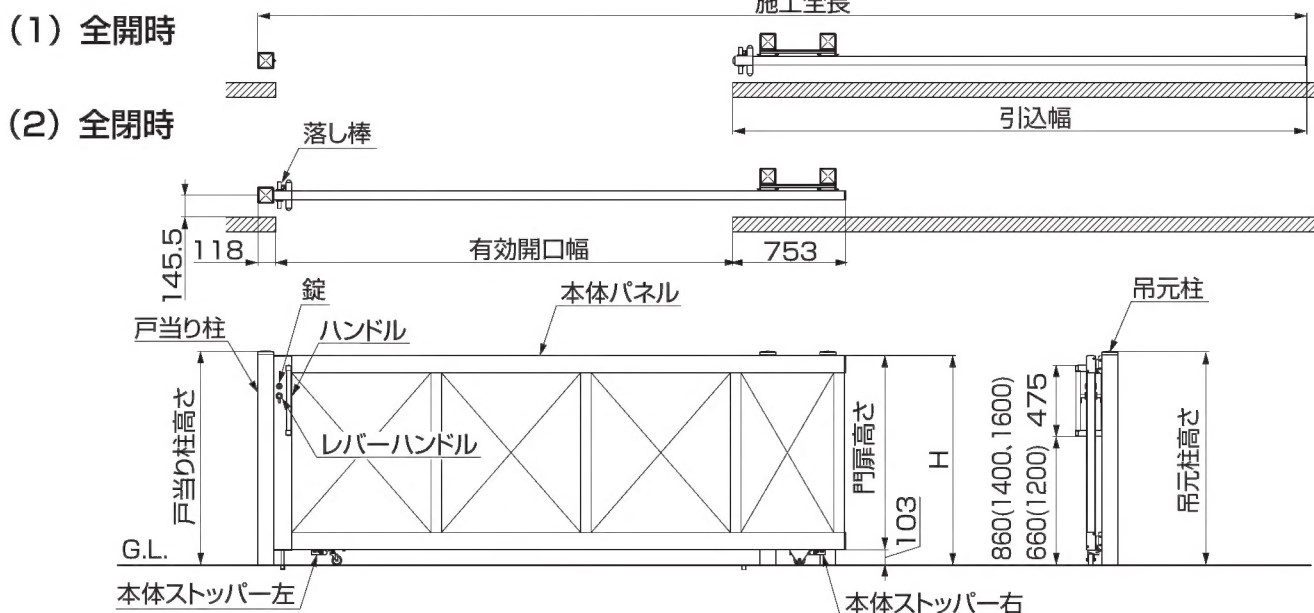 施工全長
(1) 全開時
引込幅
(2) 全閉時
落し棒
145.5
118
有効開口幅
753
錠
本体パネル
吊元柱
戸当り柱
ハンドル
レバーハンドル
戸当り柱高さ
門扉高さ
H
103
860(1400、1600)
660(1200)
475
吊元柱高さ
G.L.
本体ストッパー左
本体ストッパー右